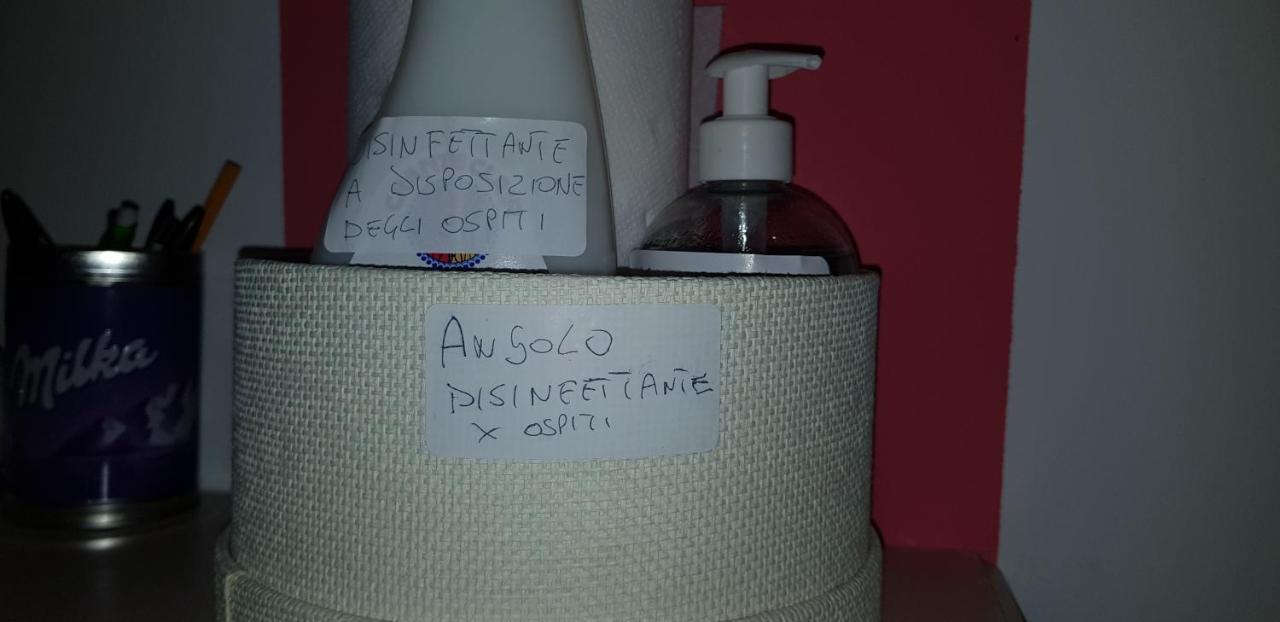 DISINFETTANTE
A DISPOSIZIONE
DEGLI OSPITI
ANGOLO
DISINFETTANTE
X OSPITI
Milka